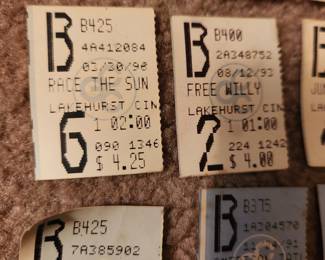 B B425
4A412084
03/30/96
RACE THE SUN
LAKEHURST CIN
6 1 02:00
090 1346
$ 4.25
B B400
2A348752
08/12/93
FREE WILLY
LAKEHURST CIN
2 1 01:00
224 1242
$ 4.00
B B425
7A385902
B B375
1A304570